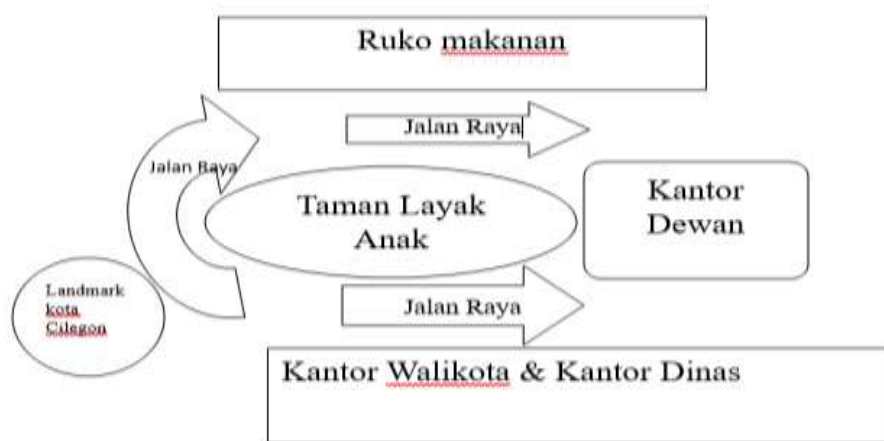 Ruko makanan
Jalan Raya
Jalan Raya
Taman Layak
Anak
Kantor
Dewan
Landmark
kota
Cilegon
Jalan Raya
Kantor Walikota & Kantor Dinas